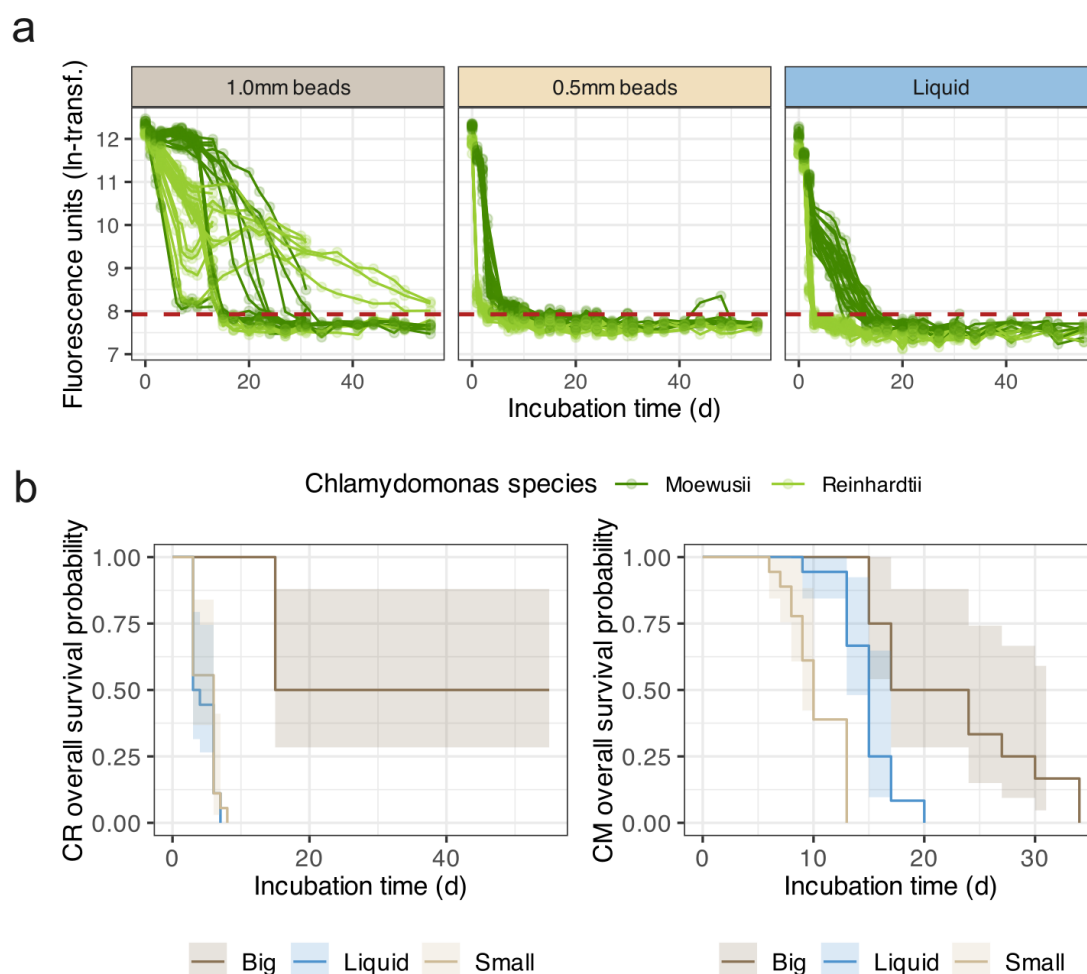 a
1.0mm beads 0.5mm beads Liquid
Fluorescence units (ln-transf.)
12
11
10
9
8
7
0 20 40 0 20 40 0 20 40
Incubation time (d)
b
Chlamydomonas species Moewusii Reinhardtii
CR overall survival probability
1.00
0.75
0.50
0.25
0.00
0 20 40
Incubation time (d)
Big Liquid Small
CM overall survival probability
1.00
0.75
0.50
0.25
0.00
0 10 20 30
Incubation time (d)
Big Liquid Small